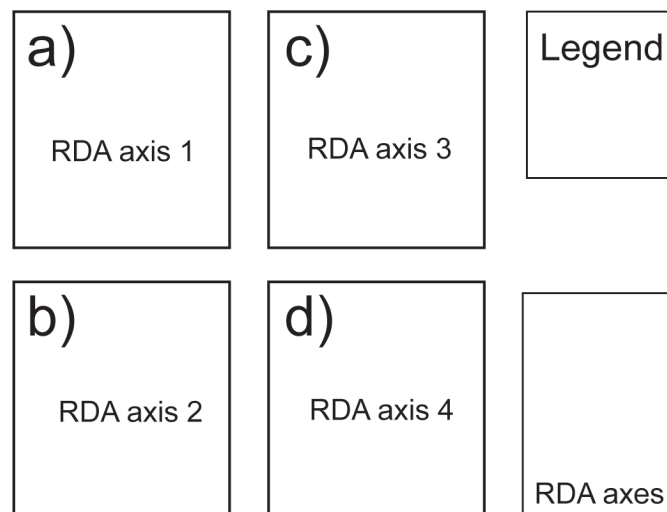 a)
RDA axis 1
c)
RDA axis 3
Legend
b)
RDA axis 2
d)
RDA axis 4
RDA axes